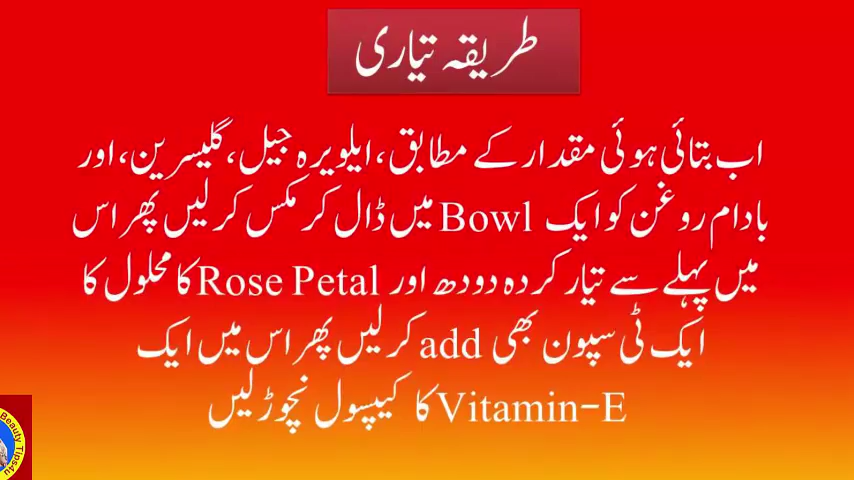 طریقہ تیاری
اب بتائی ہوئی مقدار کے مطابق، ایلویرہ جیل، گلیسرین، اور
بادام روغن کو ایک Bowl میں ڈال کر مکس کر لیں پھر اس
میں پہلے سے تیار کردہ دودھ اور Rose Petal کا محلول کا
ایک ٹی سپون بھی add کر لیں پھر اس میں ایک
Vitamin-E کا کیپسول نچوڑ لیں
Beauty Tips4u